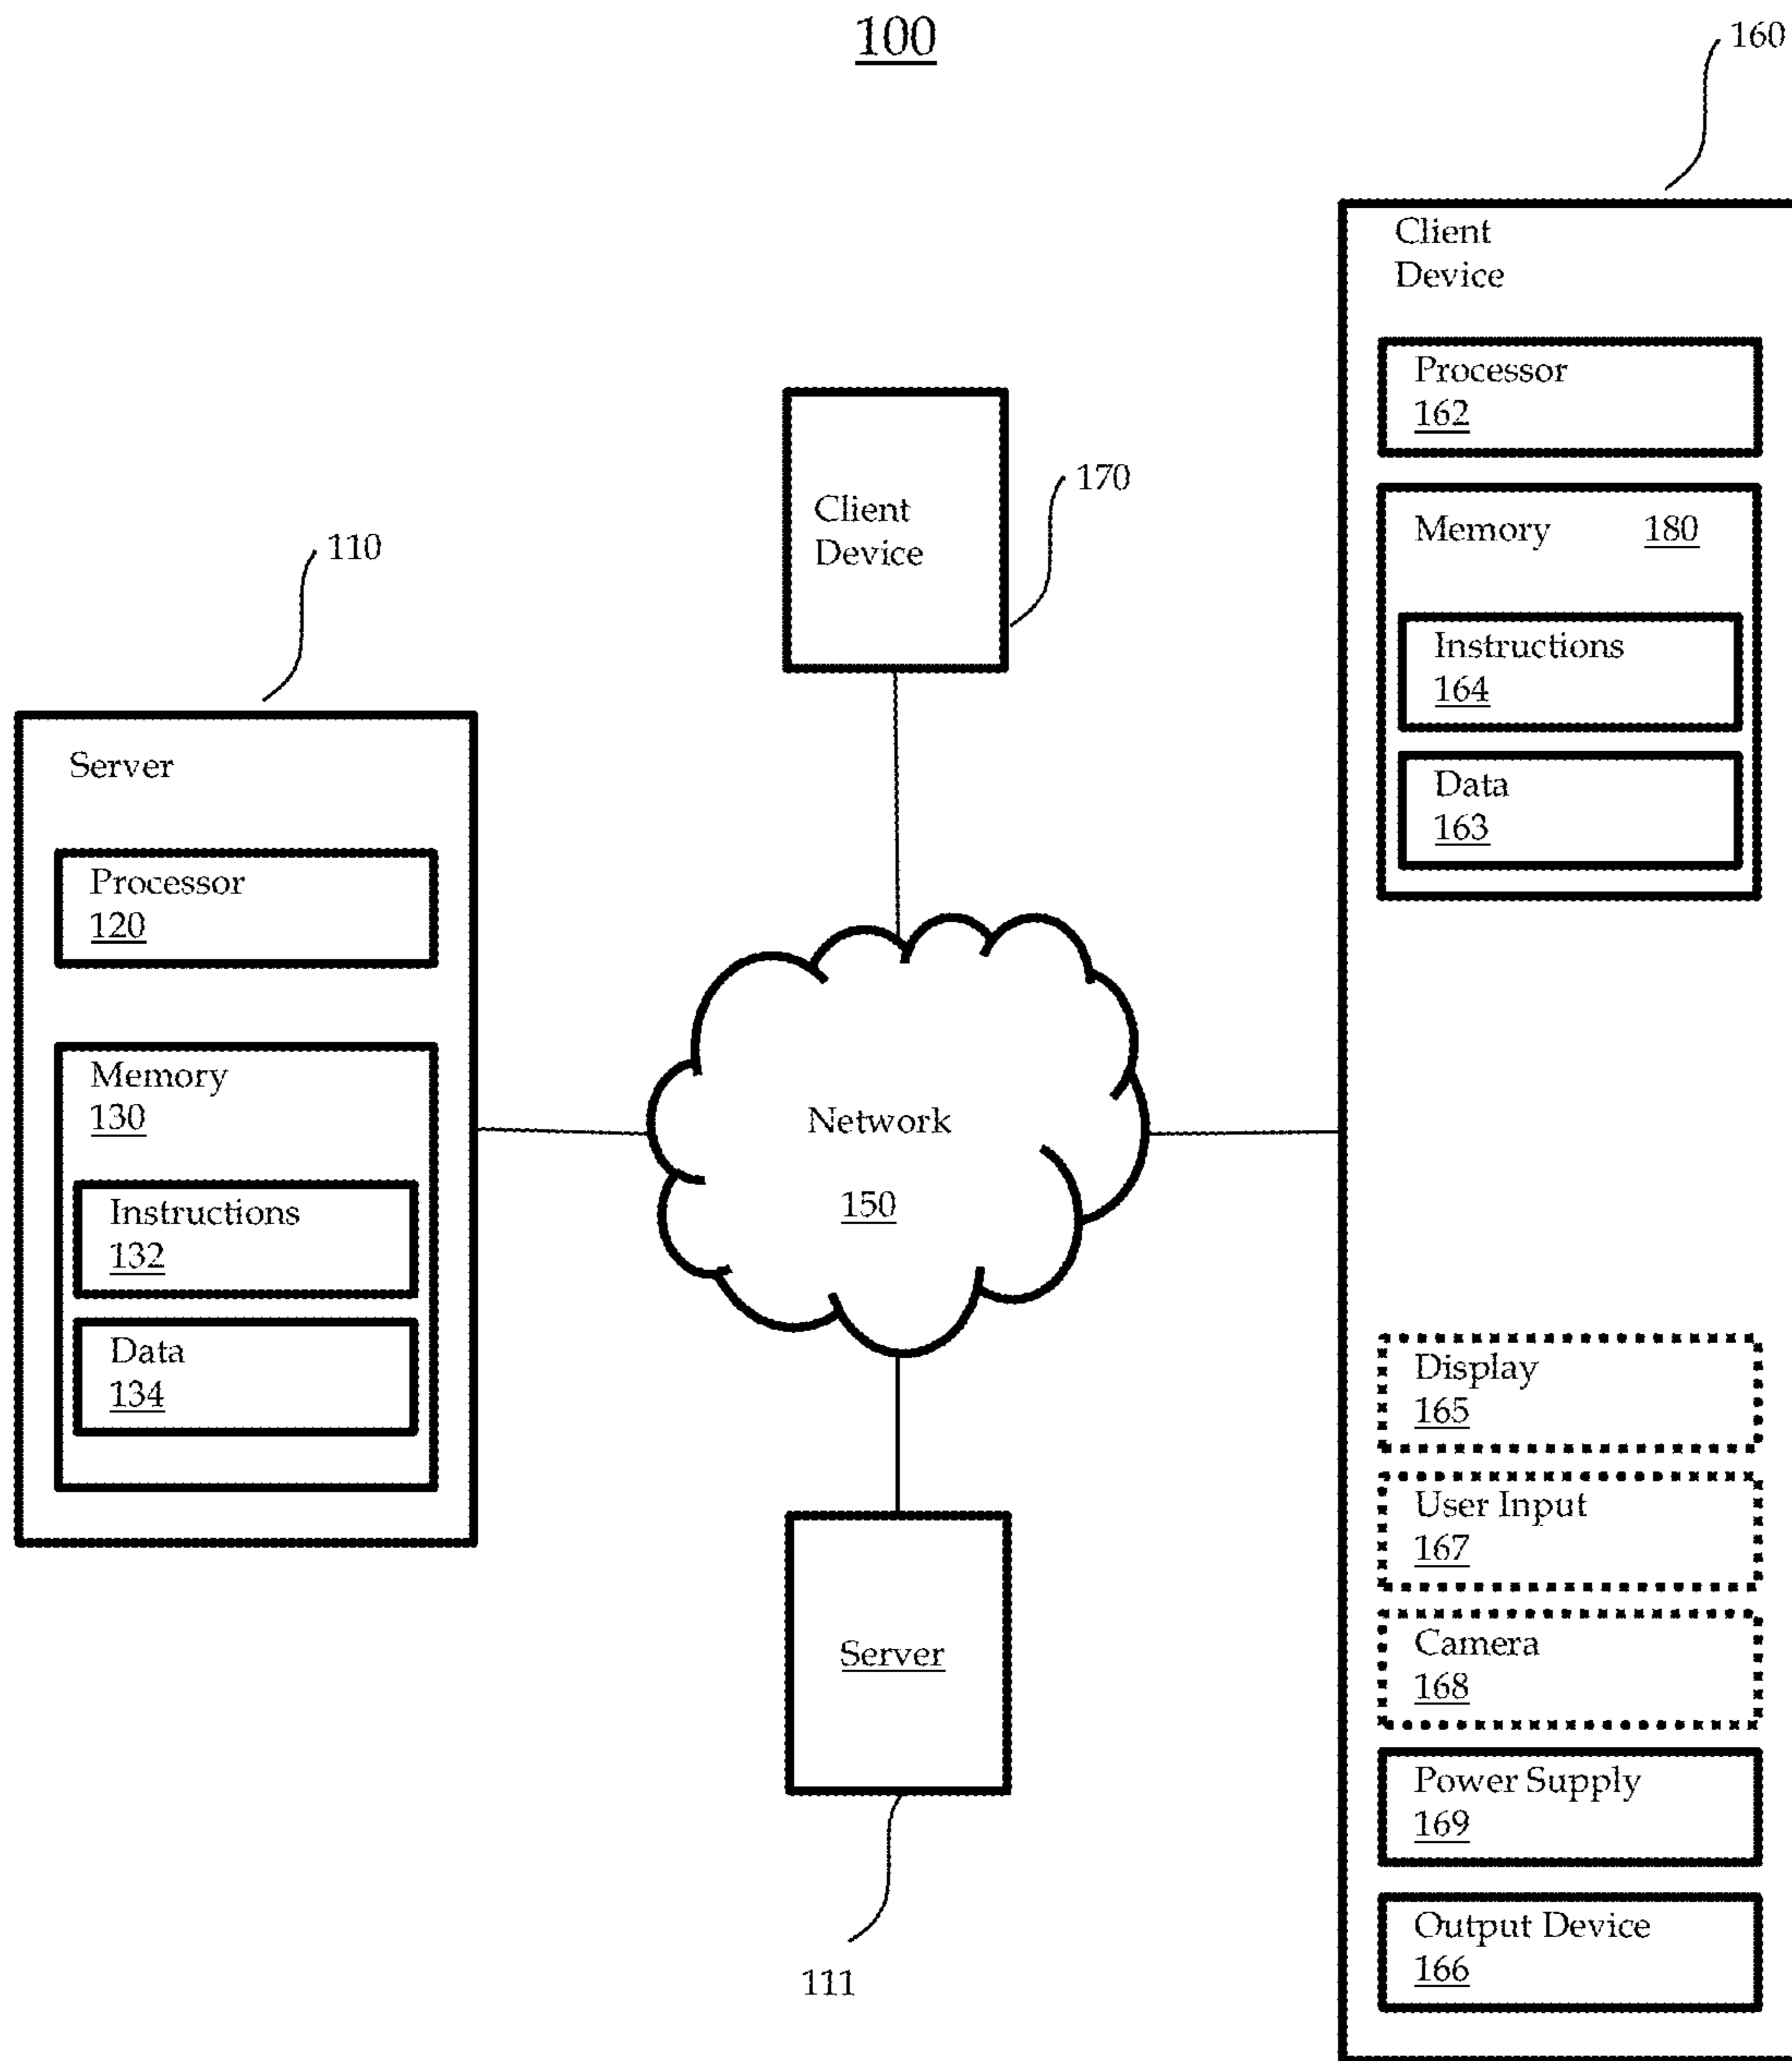 100
160
Client
Device
Processor
162
Memory 180
Instructions
164
Data
163
Display
165
User Input
167
Camera
168
Power Supply
169
Output Device
166
Client
Device
170
110
Server
Processor
120
Memory
130
Instructions
132
Data
134
Network
150
Server
111